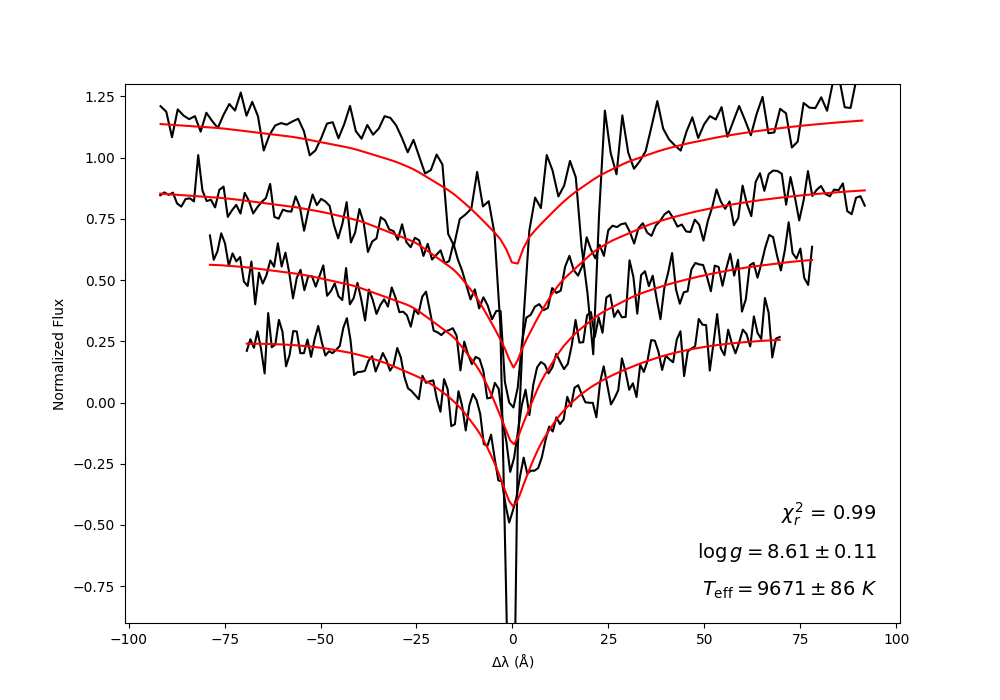 1.25
1.00
0.75
0.50
0.25
0.00
−0.25
−0.50
−0.75
Normalized Flux
χ²ᵣ = 0.99
log g = 8.61 ± 0.11
T_eff = 9671 ± 86 K
−100 −75 −50 −25 0 25 50 75 100
Δλ (Å)